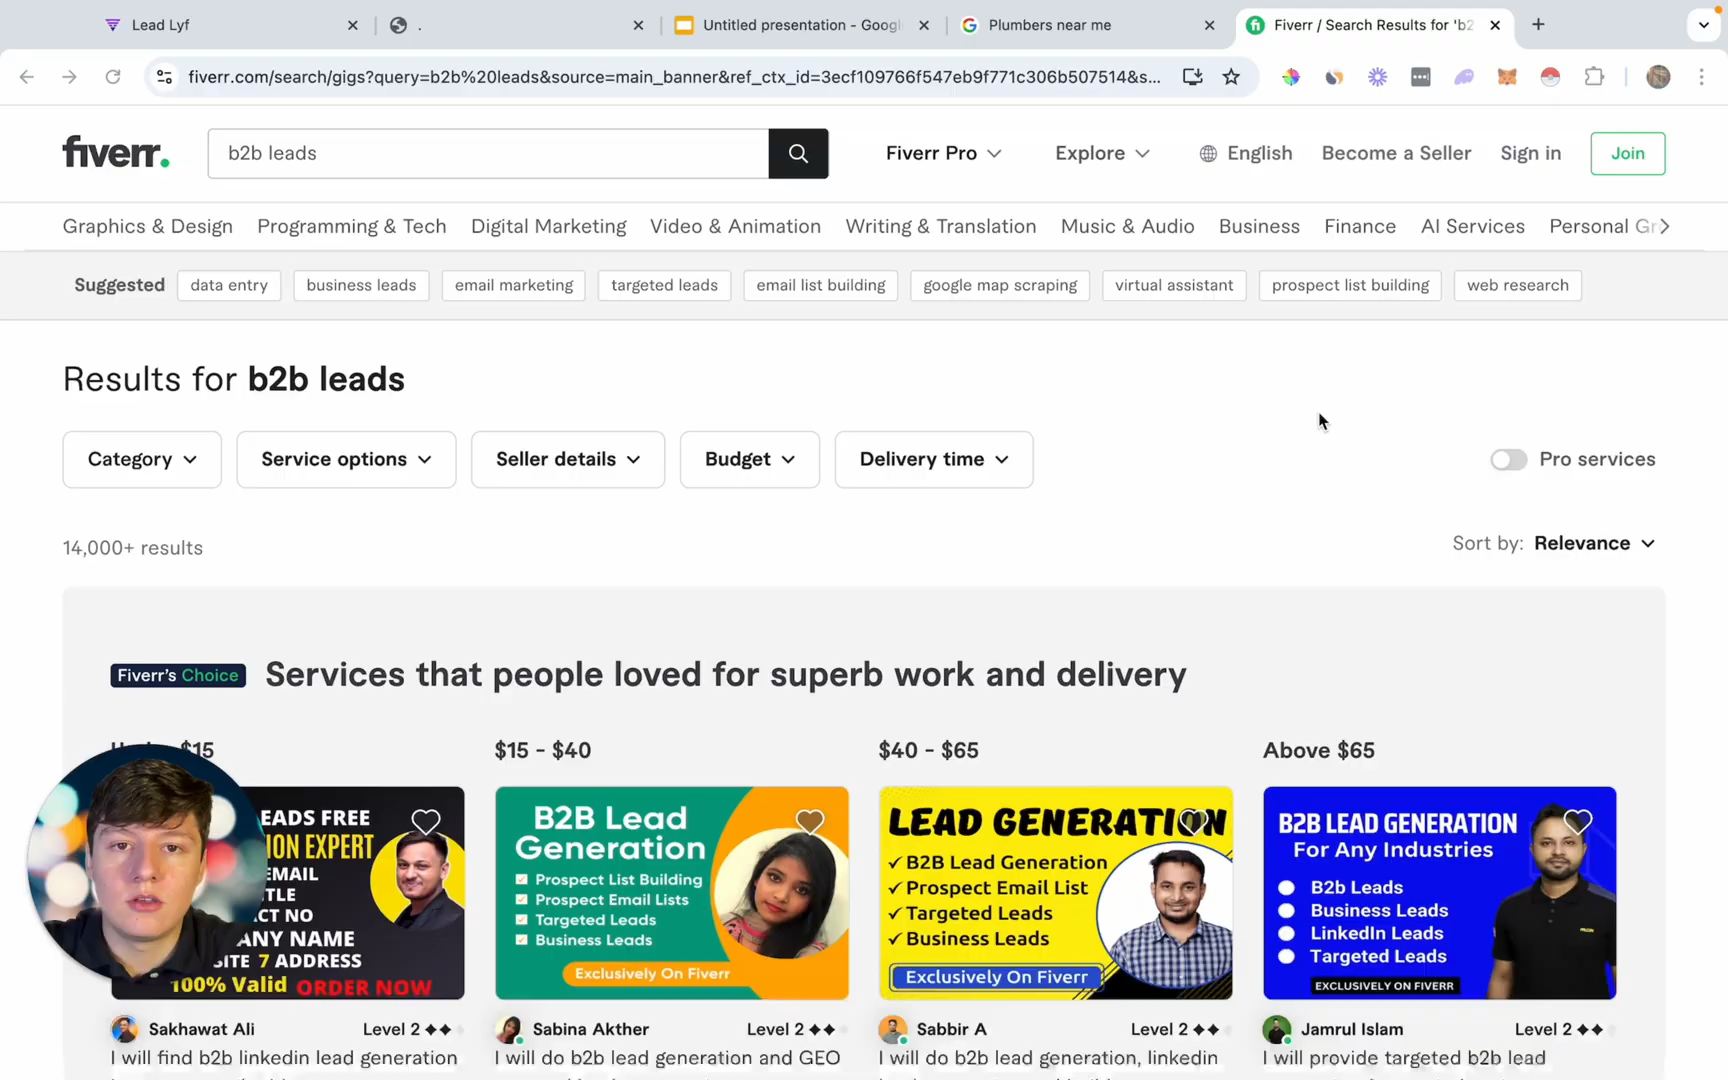 Lead Lyf
.
Untitled presentation - Googl
Plumbers near me
Fiverr / Search Results for 'b2
fiverr.com/search/gigs?query=b2b%20leads&source=main_banner&ref_ctx_id=3ecf109766f547eb9f771c306b507514&s...
fiverr.
b2b leads
Fiverr Pro
Explore
English
Become a Seller
Sign in
Join
Graphics & Design
Programming & Tech
Digital Marketing
Video & Animation
Writing & Translation
Music & Audio
Business
Finance
AI Services
Personal Gr
Suggested
data entry
business leads
email marketing
targeted leads
email list building
google map scraping
virtual assistant
prospect list building
web research
Results for b2b leads
Category
Service options
Seller details
Budget
Delivery time
Pro services
14,000+ results
Sort by: Relevance
Fiverr's Choice
Services that people loved for superb work and delivery
$15
$15 - $40
$40 - $65
Above $65
EADS FREE
ION EXPERT
EMAIL
TLE
CT NO
ANY NAME
SITE 7 ADDRESS
100% Valid ORDER NOW
B2B Lead
Generation
Prospect List Building
Prospect Email Lists
Targeted Leads
Business Leads
Exclusively On Fiverr
LEAD GENERATION
B2B Lead Generation
Prospect Email List
Targeted Leads
Business Leads
Exclusively On Fiverr
B2B LEAD GENERATION
For Any Industries
B2b Leads
Business Leads
LinkedIn Leads
Targeted Leads
EXCLUSIVELY ON FIVERR
Sakhawat Ali
Level 2
I will find b2b linkedin lead generation
Sabina Akther
Level 2
I will do b2b lead generation and GEO
Sabbir A
Level 2
I will do b2b lead generation, linkedin
Jamrul Islam
Level 2
I will provide targeted b2b lead